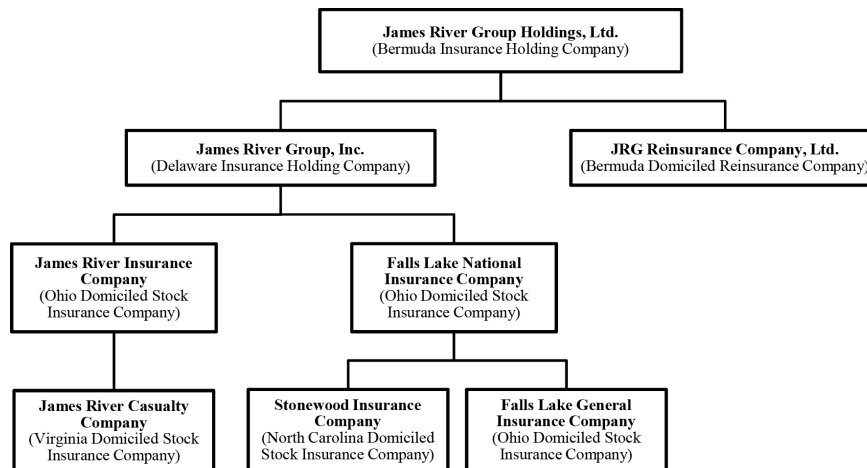 James River Group Holdings, Ltd.
(Bermuda Insurance Holding Company)
James River Group, Inc.
(Delaware Insurance Holding Company)
JRG Reinsurance Company, Ltd.
(Bermuda Domiciled Reinsurance Company)
James River Insurance
Company
(Ohio Domiciled Stock
Insurance Company)
Falls Lake National
Insurance Company
(Ohio Domiciled Stock
Insurance Company)
James River Casualty
Company
(Virginia Domiciled Stock
Insurance Company)
Stonewood Insurance
Company
(North Carolina Domiciled
Stock Insurance Company)
Falls Lake General
Insurance Company
(Ohio Domiciled Stock
Insurance Company)